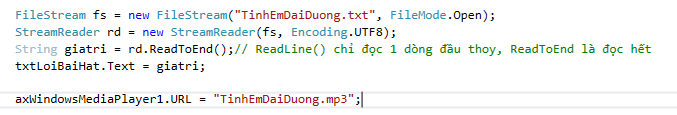 FileStream fs = new FileStream("TinhEmDaiDuong.txt", FileMode.Open);
StreamReader rd = new StreamReader(fs, Encoding.UTF8);
String giatri = rd.ReadToEnd();// ReadLine() chỉ đọc 1 dòng đầu thoy, ReadToEnd là đọc hết
txtLoiBaiHat.Text = giatri;
axWindowsMediaPlayer1.URL = "TinhEmDaiDuong.mp3";